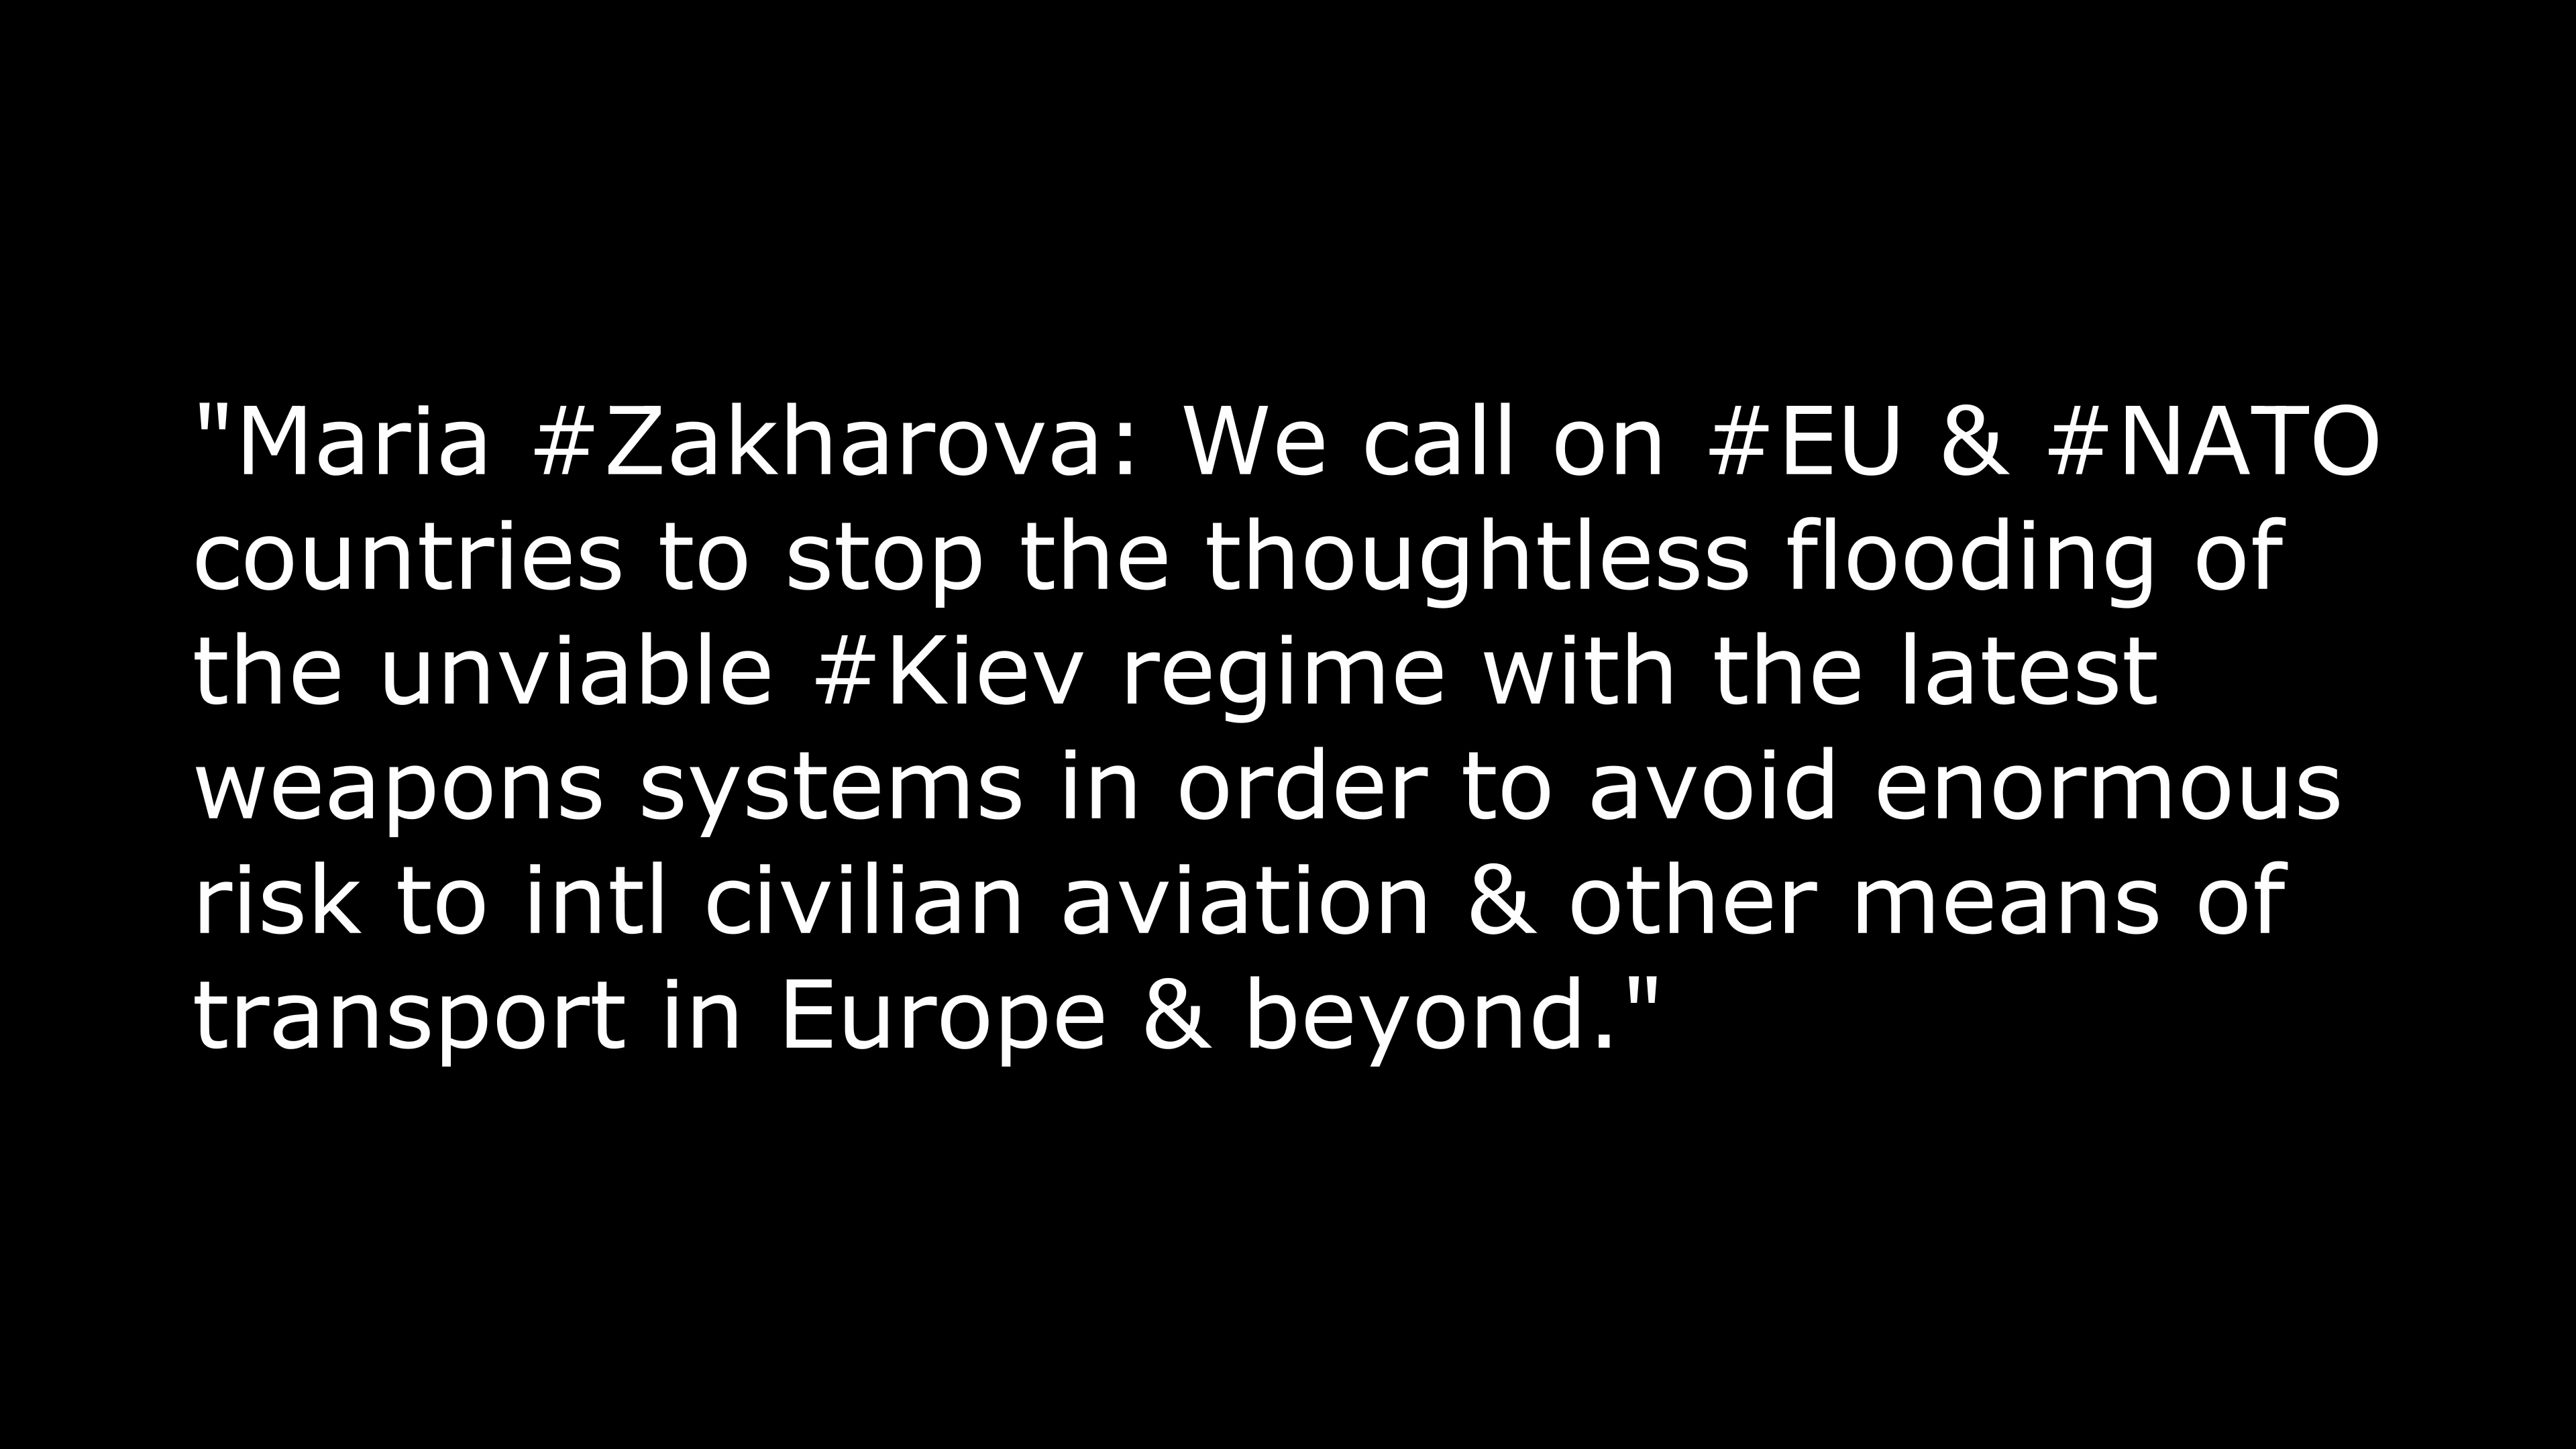 "Maria #Zakharova: We call on #EU & #NATO
countries to stop the thoughtless flooding of
the unviable #Kiev regime with the latest
weapons systems in order to avoid enormous
risk to intl civilian aviation & other means of
transport in Europe & beyond."